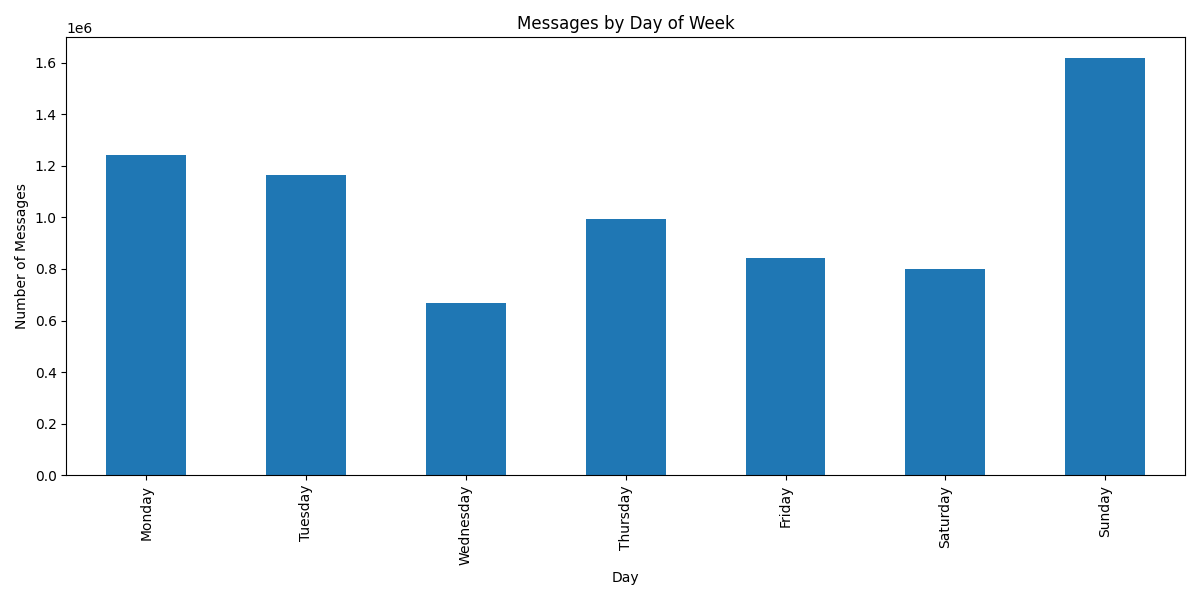 Messages by Day of Week
1e6
1.6
1.4
1.2
1.0
0.8
0.6
0.4
0.2
0.0
Number of Messages
Monday
Tuesday
Wednesday
Thursday
Friday
Saturday
Sunday
Day